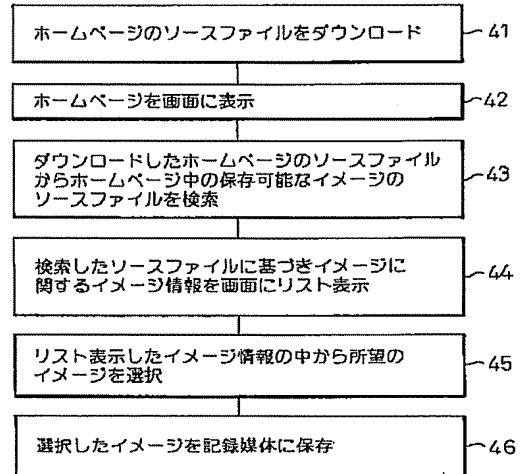 ホームページのソースファイルをダウンロード
41
ホームページを画面に表示
42
ダウンロードしたホームページのソースファイル
からホームページ中の保存可能なイメージの
ソースファイルを検索
43
検索したソースファイルに基づきイメージに
関するイメージ情報を画面にリスト表示
44
リスト表示したイメージ情報の中から所望の
イメージを選択
45
選択したイメージを記録媒体に保存
46